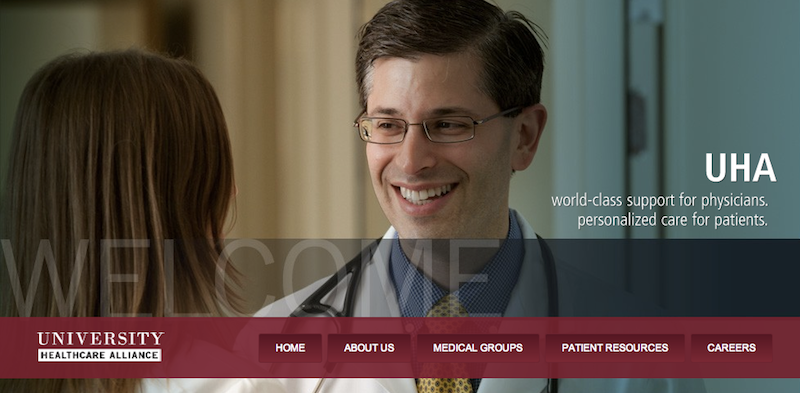 UHA
world-class support for physicians.
personalized care for patients.
WELCOME
UNIVERSITY
HEALTHCARE ALLIANCE
HOME
ABOUT US
MEDICAL GROUPS
PATIENT RESOURCES
CAREERS